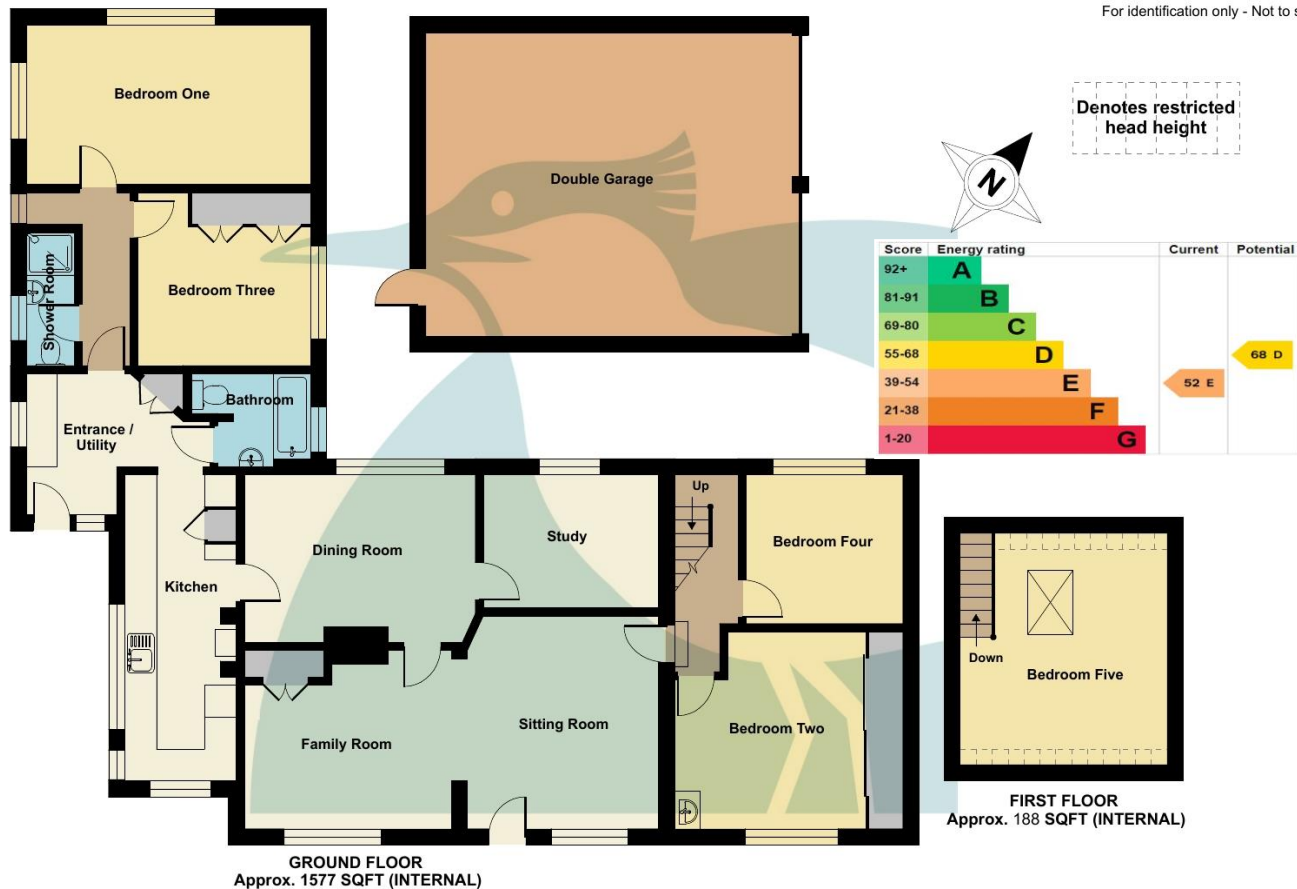 For identification only - Not to s
Bedroom One
Double Garage
Denotes restricted
head height
N
Bedroom Three
Shower Room
Score Energy rating Current Potential
92+ A
81-91 B
69-80 C
55-68 D 68 D
39-54 E 52 E
21-38 F
1-20 G
Bathroom
Entrance /
Utility
Up
Dining Room
Study
Bedroom Four
Kitchen
Down
Bedroom Five
Family Room
Sitting Room
Bedroom Two
FIRST FLOOR
Approx. 188 SQFT (INTERNAL)
GROUND FLOOR
Approx. 1577 SQFT (INTERNAL)